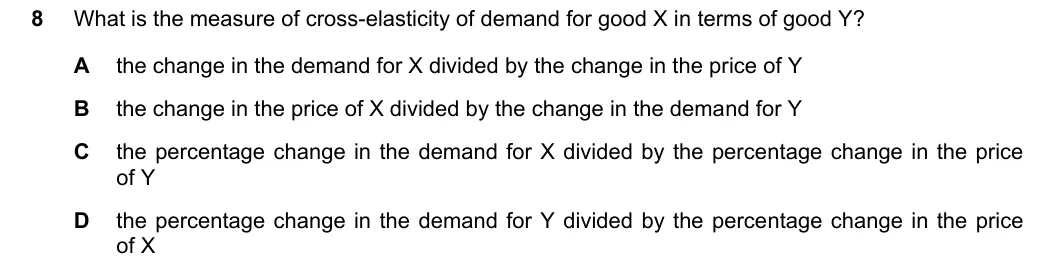 8 What is the measure of cross-elasticity of demand for good X in terms of good Y?
A the change in the demand for X divided by the change in the price of Y
B the change in the price of X divided by the change in the demand for Y
C the percentage change in the demand for X divided by the percentage change in the price
of Y
D the percentage change in the demand for Y divided by the percentage change in the price
of X